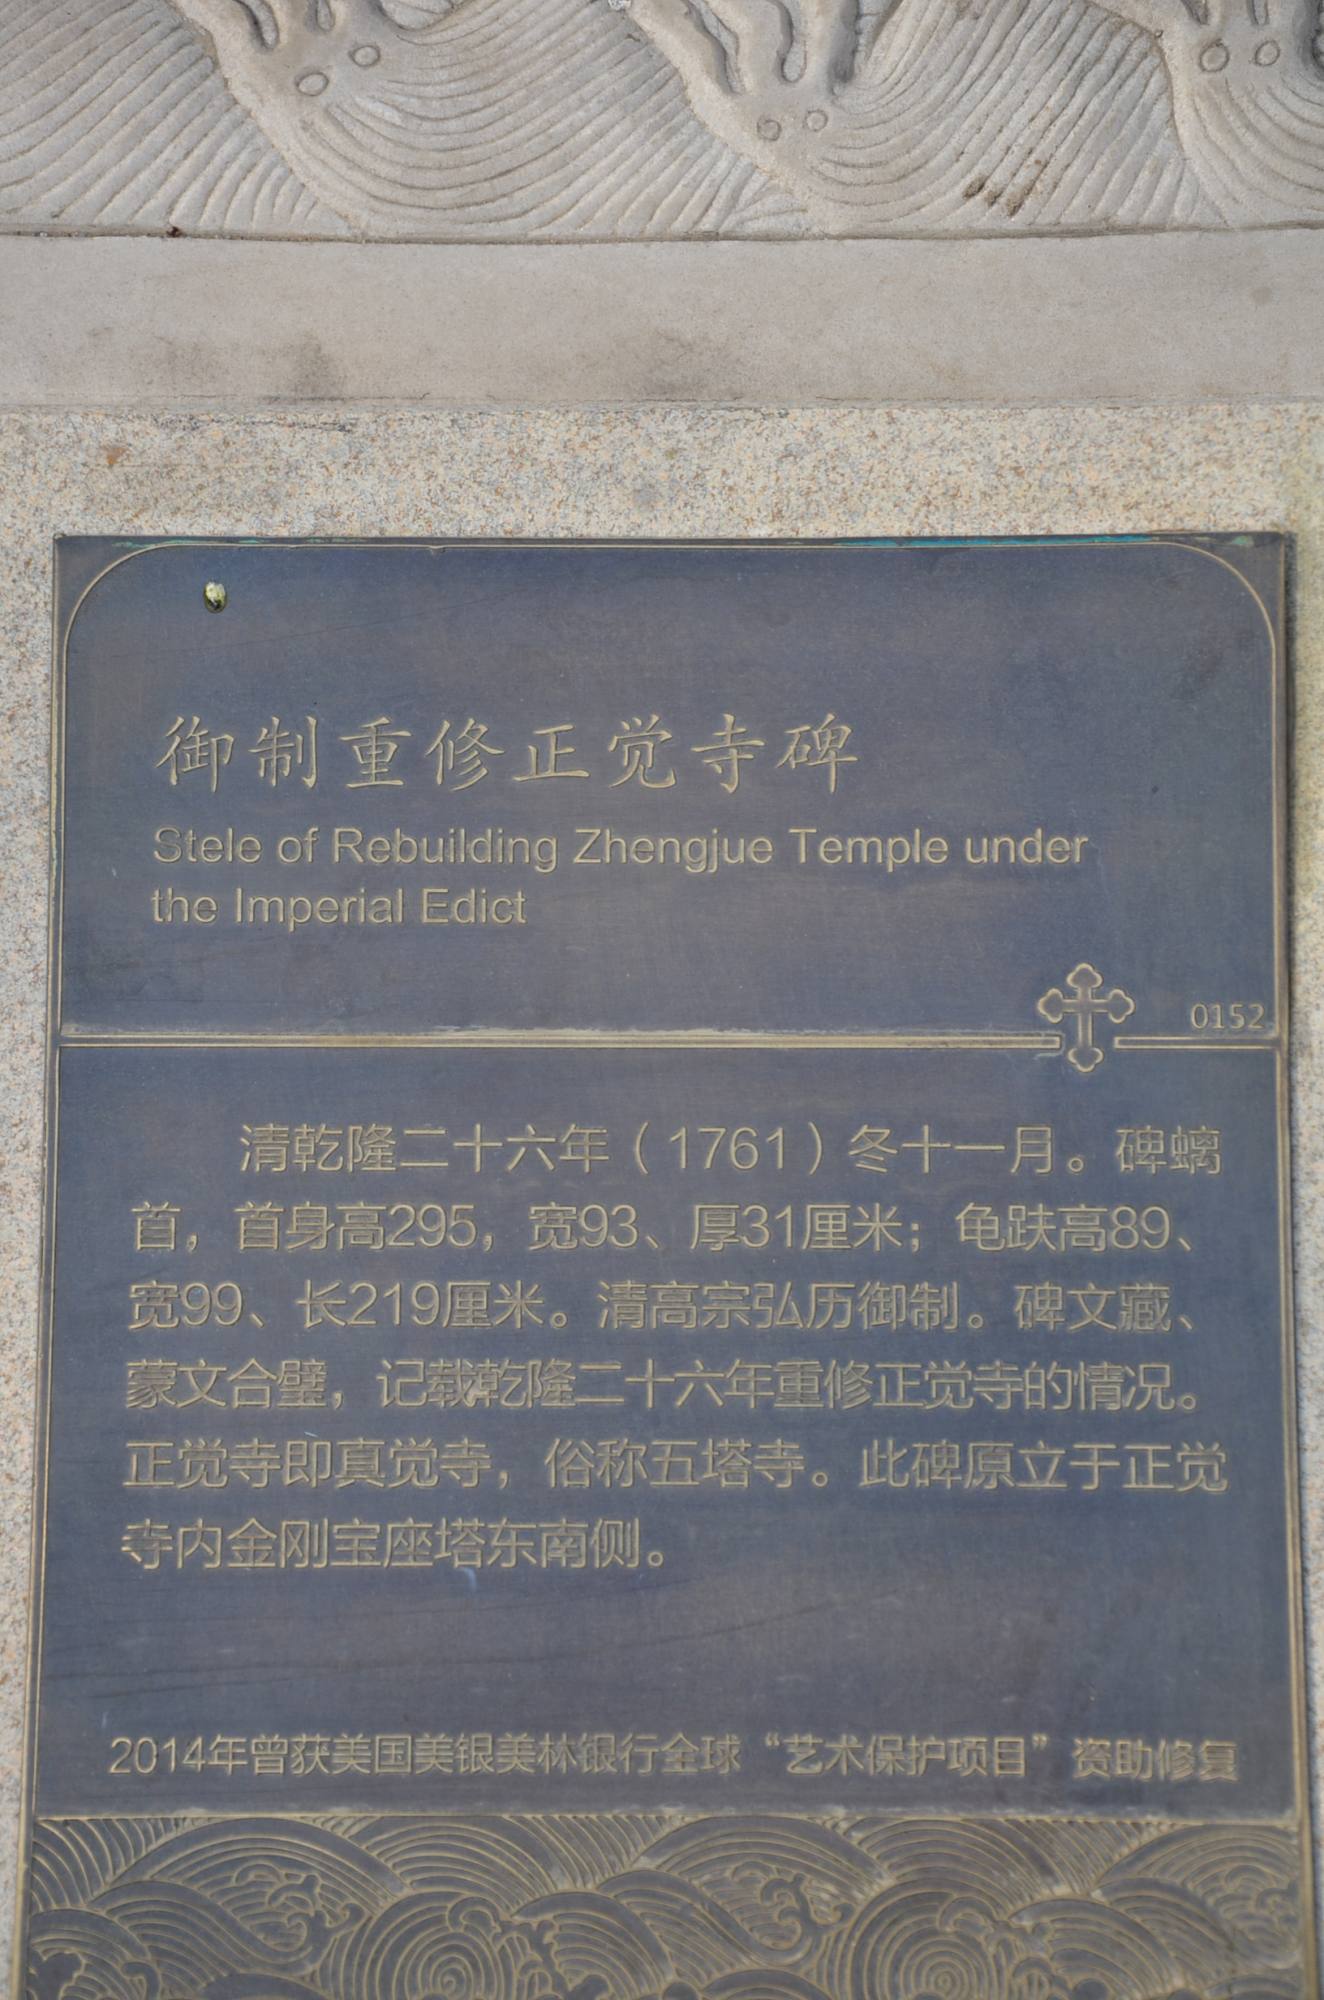 御制重修正觉寺碑
Stele of Rebuilding Zhengjue Temple under
the Imperial Edict
0152
清乾隆二十六年（1761）冬十一月。碑螭
首，首身高295，宽93、厚31厘米；龟趺高89、
宽99、长219厘米。清高宗弘历御制。碑文藏、
蒙文合璧，记载乾隆二十六年重修正觉寺的情况。
正觉寺即真觉寺，俗称五塔寺。此碑原立于正觉
寺内金刚宝座塔东南侧。
2014年曾获美国美银美林银行全球“艺术保护项目”资助修复